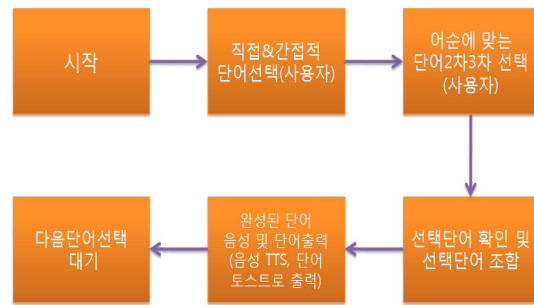 시작
직접&간접적
단어선택(사용자)
어순에 맞는
단어2차3차 선택
(사용자)
선택단어 확인 및
선택단어 조합
완성된 단어
음성 및 단어출력
(음성 TTS, 단어
토스트로 출력)
다음단어선택
대기